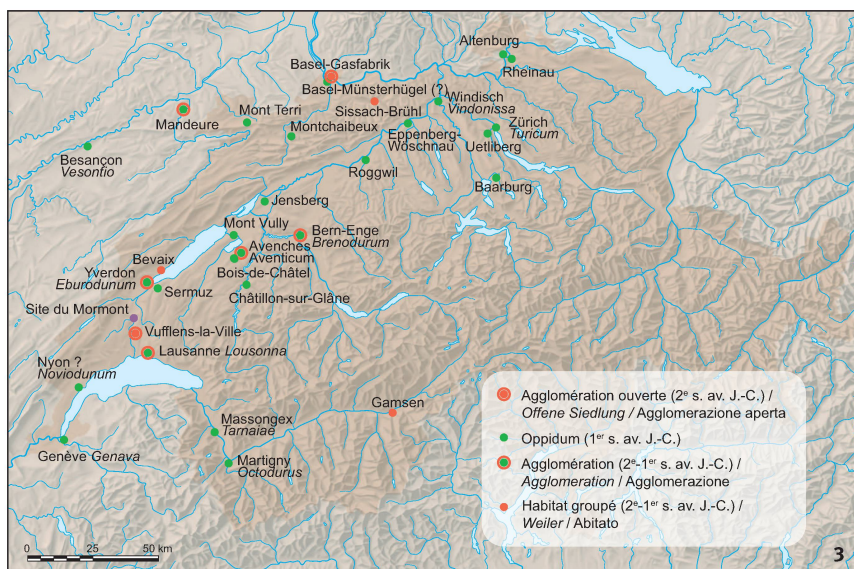 Altenburg
Rheinau
Basel-Gasfabrik
Basel-Münsterhügel (?)
Windisch
Vindonissa
Sissach-Brühl
Mont Terri
Mandeure
Montchaibeux
Eppenberg-
Wöschnau
Zürich
Turicum
Uetliberg
Besançon
Vesontio
Roggwil
Baarburg
Jensberg
Mont Vully
Bern-Enge
Brenodurum
Avenches
Aventicum
Bevaix
Bois-de-Châtel
Yverdon
Eburodunum
Sermuz
Châtillon-sur-Glâne
Site du Mormont
Vufflens-la-Ville
Lausanne Lousonna
Nyon ?
Noviodunum
Gamsen
Massongex
Tarnaiae
Genève Genava
Martigny
Octodurus
Agglomération ouverte (2e s. av. J.-C.) /
Offene Siedlung / Agglomerazione aperta
Oppidum (1er s. av. J.-C.)
Agglomération (2e-1er s. av. J.-C.) /
Agglomeration / Agglomerazione
Habitat groupé (2e-1er s. av. J.-C.) /
Weiler / Abitato
0 25 50 km
3